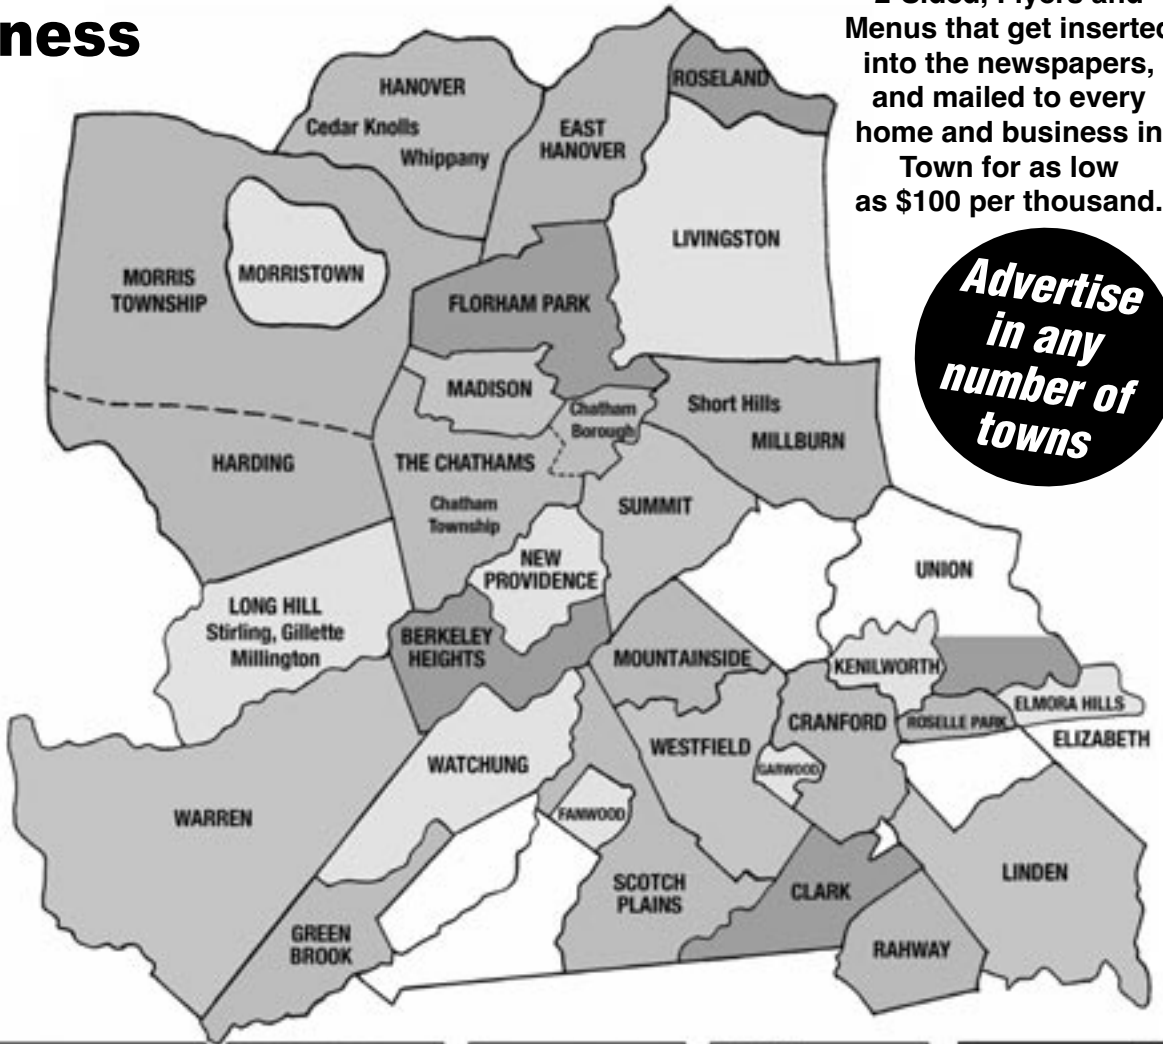 ness
Menus that get inserted
into the newspapers,
and mailed to every
home and business in
Town for as low
as $100 per thousand.
Advertise
in any
number of
towns
HANOVER
Cedar Knolls
Whippany
EAST
HANOVER
ROSELAND
LIVINGSTON
MORRIS
TOWNSHIP
MORRISTOWN
FLORHAM PARK
MADISON
Chatham
Borough
Short Hills
MILLBURN
HARDING
THE CHATHAMS
Chatham
Township
SUMMIT
NEW
PROVIDENCE
UNION
LONG HILL
Stirling, Gillette
Millington
BERKELEY
HEIGHTS
MOUNTAINSIDE
KENILWORTH
ELMORA HILLS
ROSELLE PARK
ELIZABETH
CRANFORD
WESTFIELD
GARWOOD
WATCHUNG
WARREN
FANWOOD
SCOTCH
PLAINS
CLARK
LINDEN
GREEN
BROOK
RAHWAY